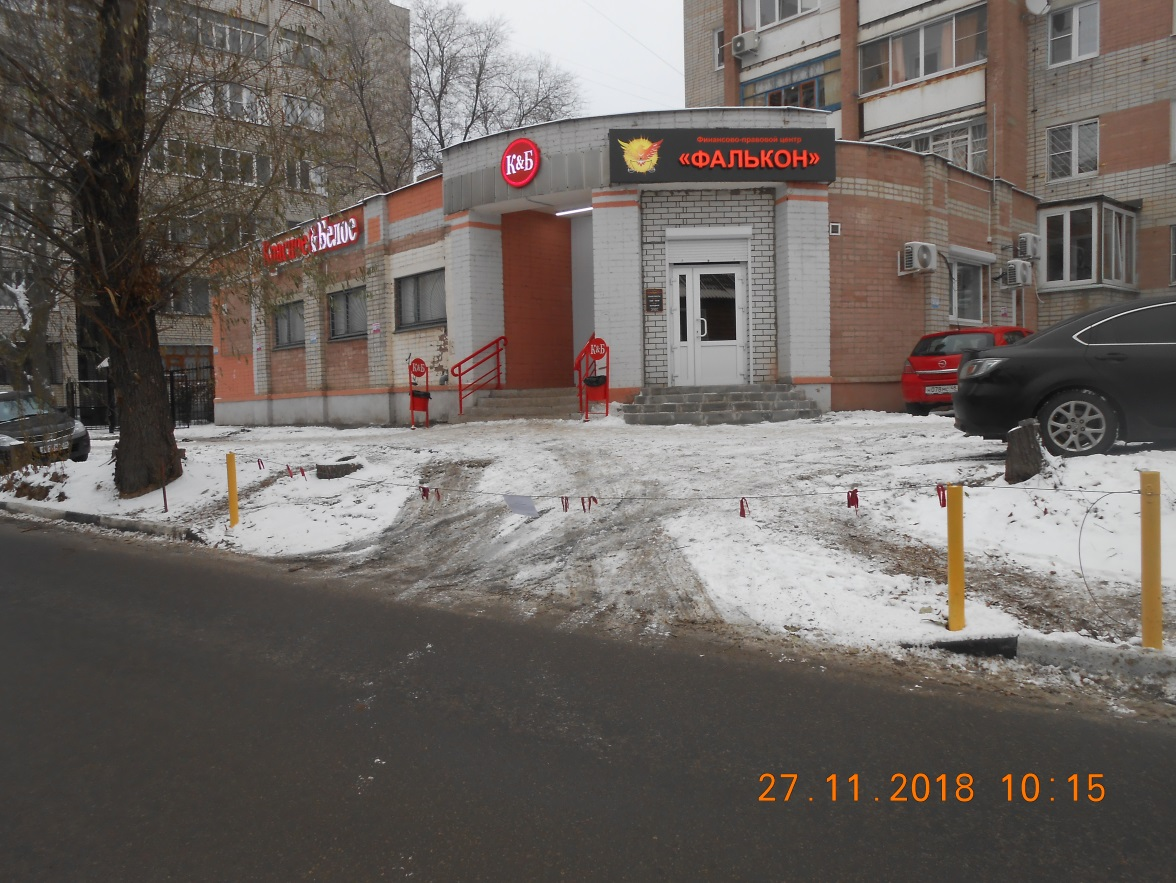 К&Б
Финансово-правовой центр
«ФАЛЬКОН»
Красное&Белое
К&Б
К&Б
27.11.2018 10:15